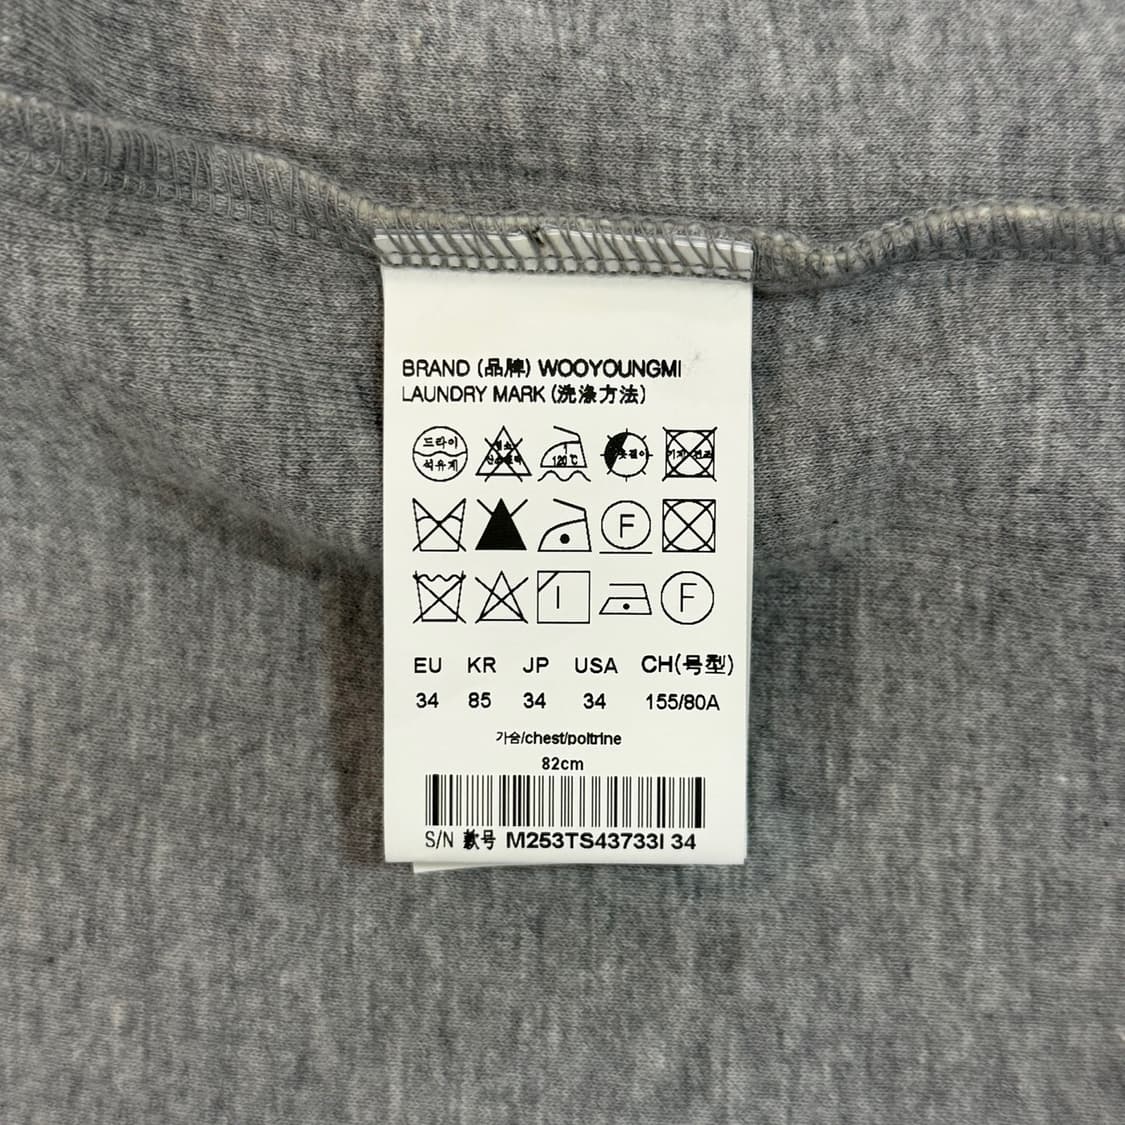 BRAND (品牌) WOOYOUNGMI
LAUNDRY MARK (洗涤方法)
드라이
석유계
120℃
F
I
F
EU KR JP USA CH(号型)
34 85 34 34 155/80A
가슴/chest/poitrine
82cm
S/N 款号 M253TS43733I 34